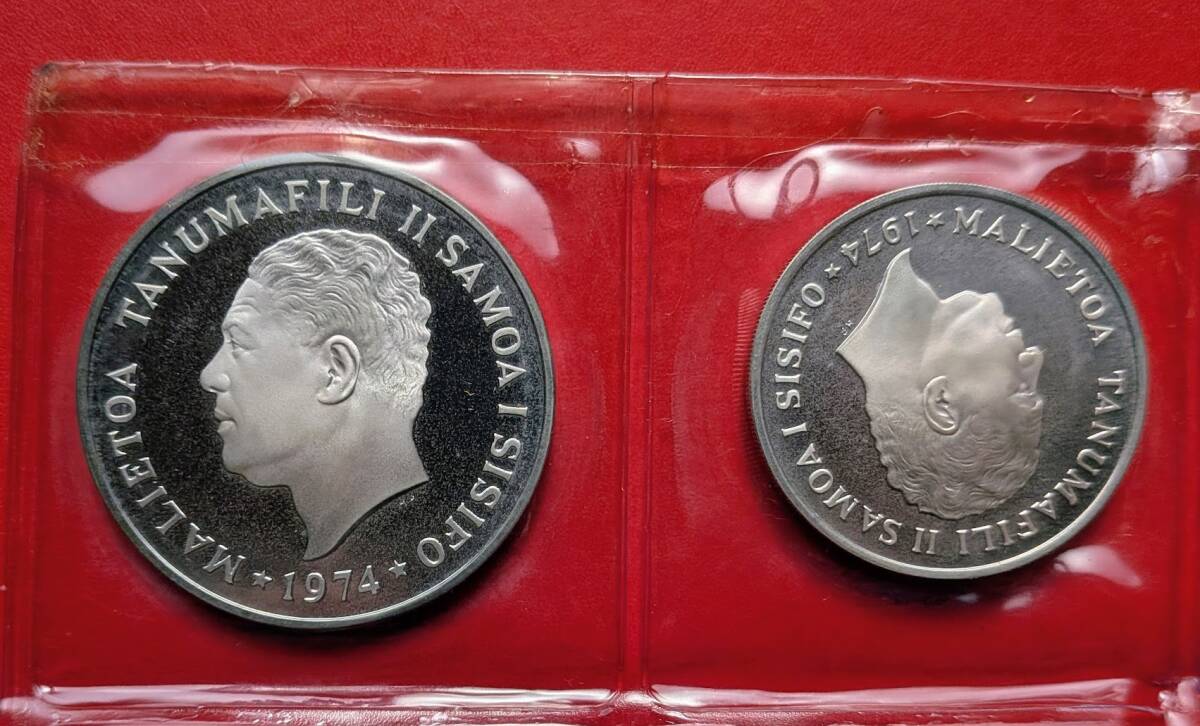 MALIETOA TANUMAFILI II SAMOA I SISIFO
★ 1974 ★
MALIETOA TANUMAFILI II SAMOA I SISIFO
★ 1974 ★